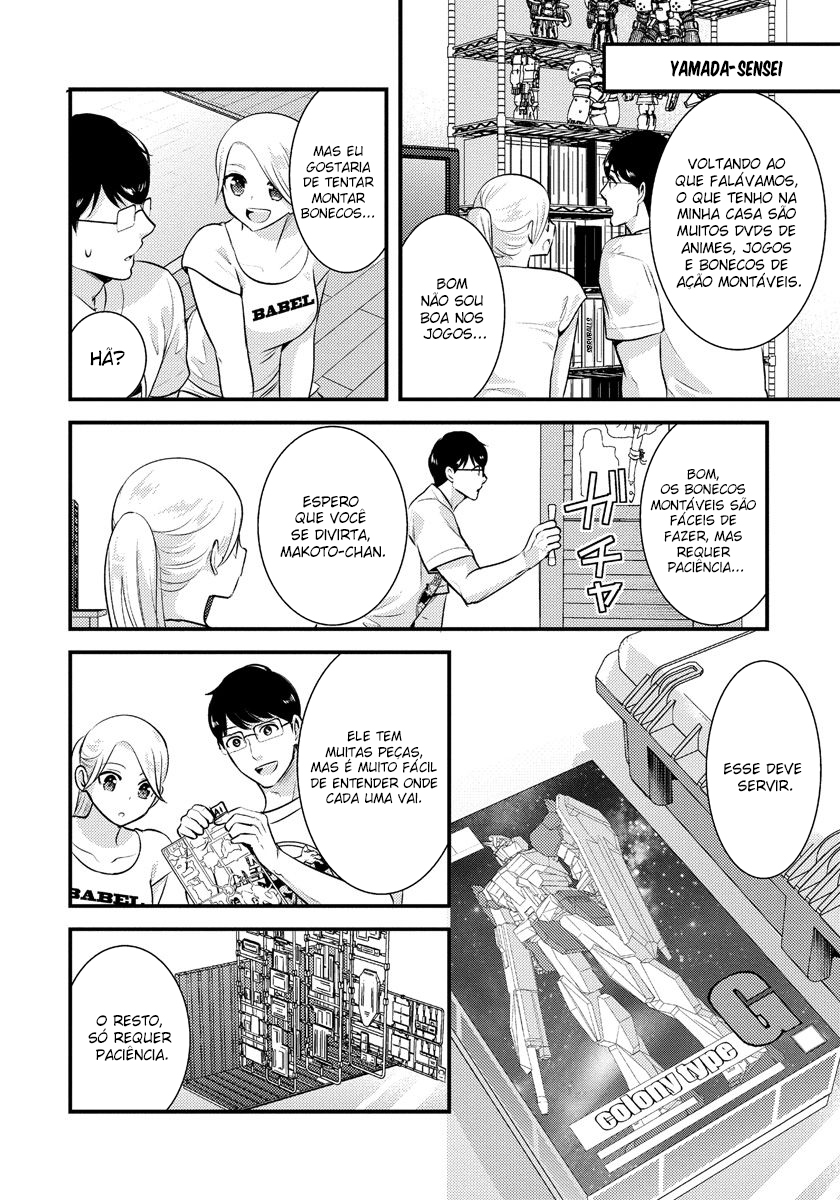 YAMADA-SENSEI
VOLTANDO AO
QUE FALÁVAMOS,
O QUE TENHO NA
MINHA CASA SÃO
MUITOS DVDS DE
ANIMES, JOGOS
E BONECOS DE
AÇÃO MONTÁVEIS.
BOM
NÃO SOU
BOA NOS
JOGOS...
MAS EU
GOSTARIA
DE TENTAR
MONTAR
BONECOS...
BABEL
HÃ?
BOM,
OS BONECOS
MONTÁVEIS SÃO
FÁCEIS DE
FAZER, MAS
REQUER
PACIÊNCIA...
ガチャ
ESPERO
QUE VOCÊ
SE DIVIRTA,
MAKOTO-CHAN.
ESSE DEVE
SERVIR.
G
colony type
ELE TEM
MUITAS PEÇAS,
MAS É MUITO FÁCIL
DE ENTENDER ONDE
CADA UMA VAI.
BABEL
O RESTO,
SÓ REQUER
PACIÊNCIA.